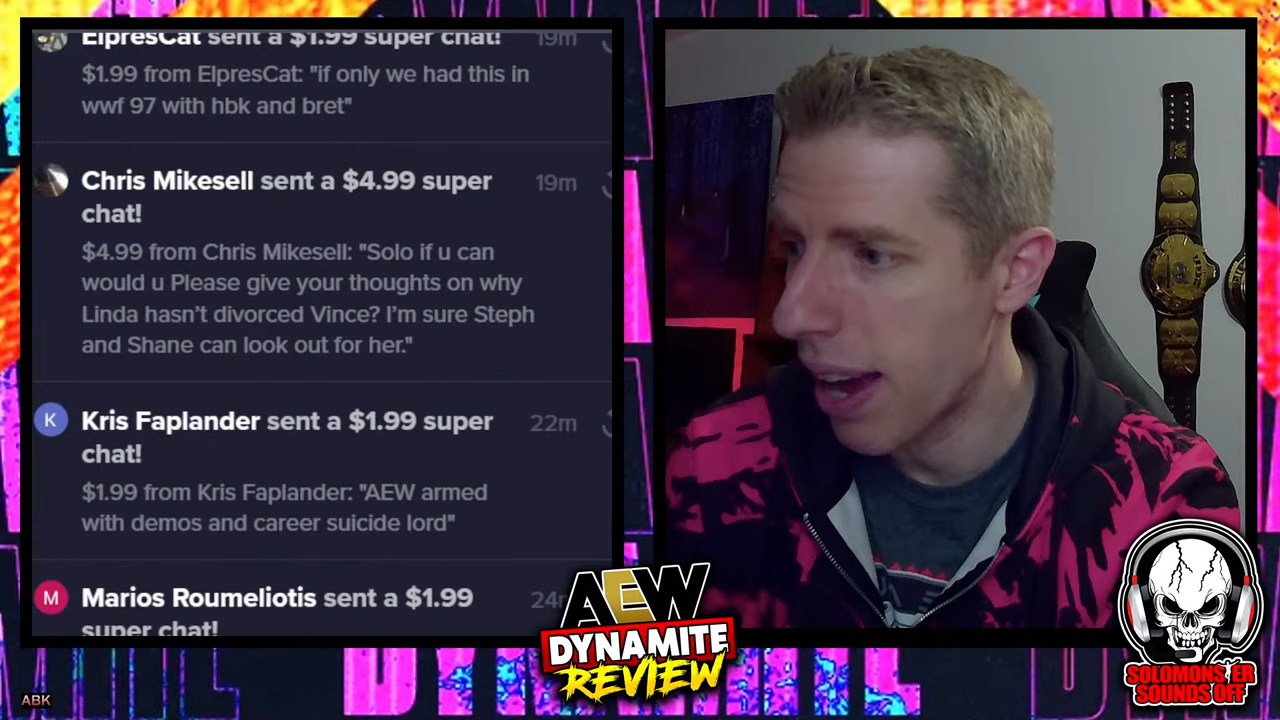 ElpresCat sent a $1.99 super chat!
19m
$1.99 from ElpresCat: "if only we had this in
wwf 97 with hbk and bret"
Chris Mikesell sent a $4.99 super
19m
chat!
$4.99 from Chris Mikesell: "Solo if u can
would u Please give your thoughts on why
Linda hasn't divorced Vince? I'm sure Steph
and Shane can look out for her."
K
Kris Faplander sent a $1.99 super
22m
chat!
$1.99 from Kris Faplander: "AEW armed
with demos and career suicide lord"
M
Marios Roumeliotis sent a $1.99
super chat!
AEW
DYNAMITE
REVIEW
SOLOMONSTER
SOUNDS OFF
ABK